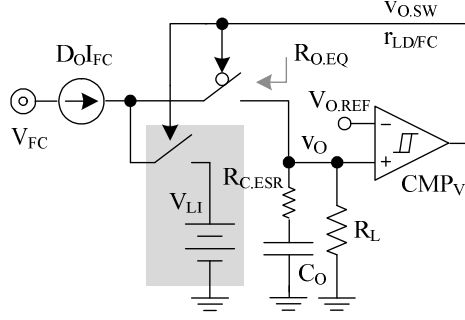 vO.SW
rLD/FC
DOIFC
RO.EQ
VFC
VO.REF
−
vO
+
RC.ESR
CMPV
VLI
RL
CO